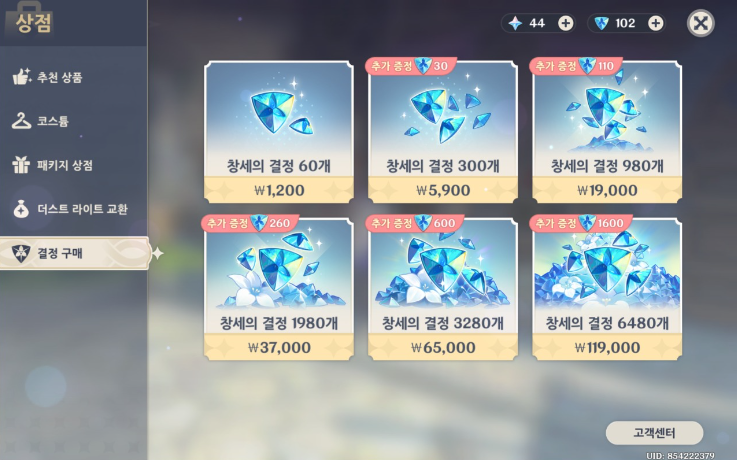 상점
44
102
추천 상품
코스튬
패키지 상점
더스트 라이트 교환
결정 구매
창세의 결정 60개
₩1,200
추가 증정 30
창세의 결정 300개
₩5,900
추가 증정 110
창세의 결정 980개
₩19,000
추가 증정 260
창세의 결정 1980개
₩37,000
추가 증정 600
창세의 결정 3280개
₩65,000
추가 증정 1600
창세의 결정 6480개
₩119,000
고객센터
UID: 854222379